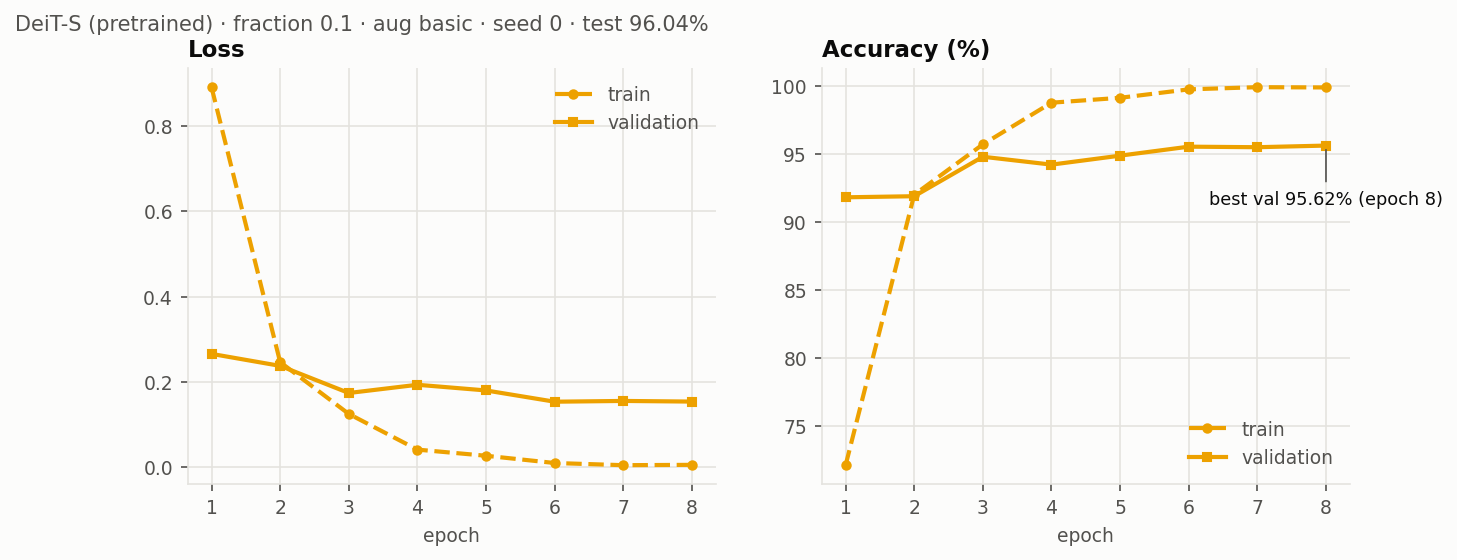 DeiT-S (pretrained) · fraction 0.1 · aug basic · seed 0 · test 96.04%
Loss
train
validation
0.8
0.6
0.4
0.2
0.0
1 2 3 4 5 6 7 8
epoch
Accuracy (%)
100
95
90
85
80
75
best val 95.62% (epoch 8)
train
validation
1 2 3 4 5 6 7 8
epoch